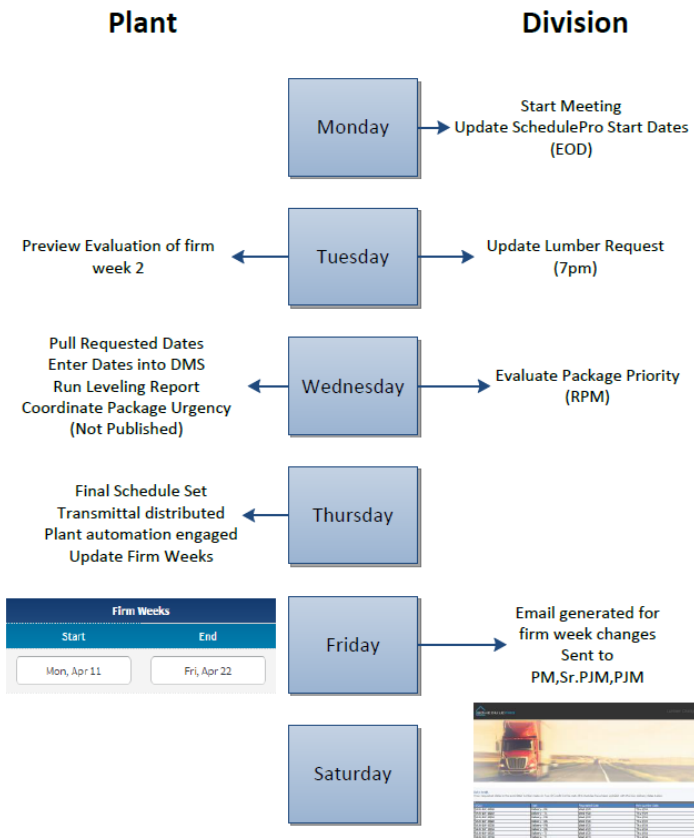 Plant
Division
Monday
Start Meeting
Update SchedulePro Start Dates
(EOD)
Preview Evaluation of firm
week 2
Tuesday
Update Lumber Request
(7pm)
Pull Requested Dates
Enter Dates into DMS
Run Leveling Report
Coordinate Package Urgency
(Not Published)
Wednesday
Evaluate Package Priority
(RPM)
Final Schedule Set
Transmittal distributed
Plant automation engaged
Update Firm Weeks
Thursday
Firm Weeks
Start End
Mon, Apr 11 Fri, Apr 22
Friday
Email generated for
firm week changes
Sent to
PM,Sr.PJM,PJM
Saturday